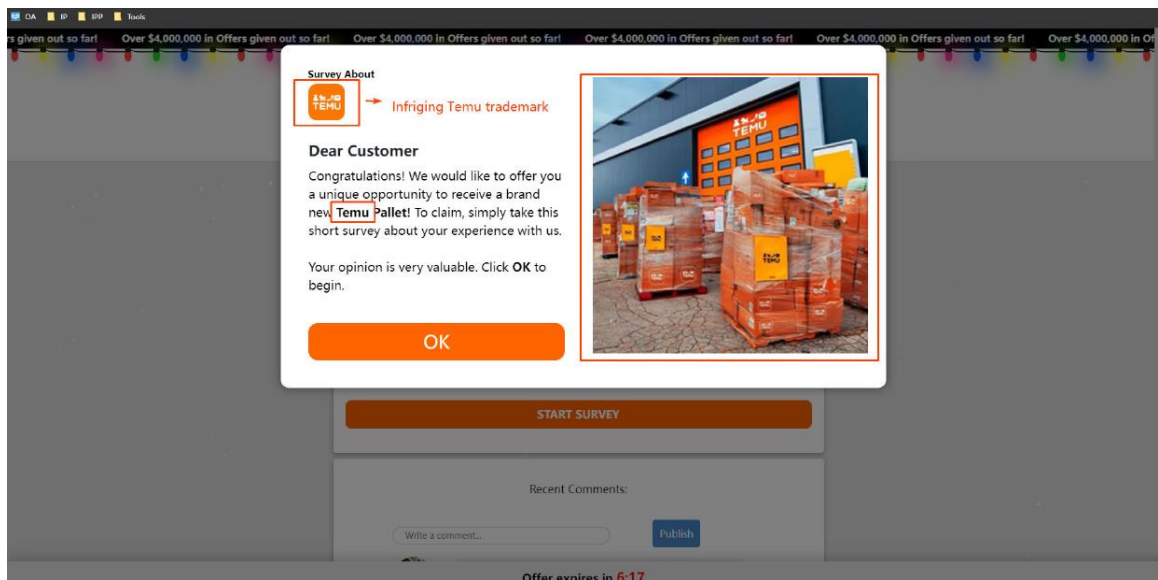 OA IP IPP Tools
rs given out so far! Over $4,000,000 in Offers given out so far! Over $4,000,000 in Offers given out so far! Over $4,000,000 in Offers given out so far! Over $4,000,000 in Offers given out so far! Over $4,000,000 in Of
Survey About
TEMU
Infriging Temu trademark
Dear Customer
Congratulations! We would like to offer you
a unique opportunity to receive a brand
new Temu Pallet! To claim, simply take this
short survey about your experience with us.
Your opinion is very valuable. Click OK to
begin.
OK
TEMU
TEMU
START SURVEY
Recent Comments:
Write a comment...
Publish
Offer expires in 6:17